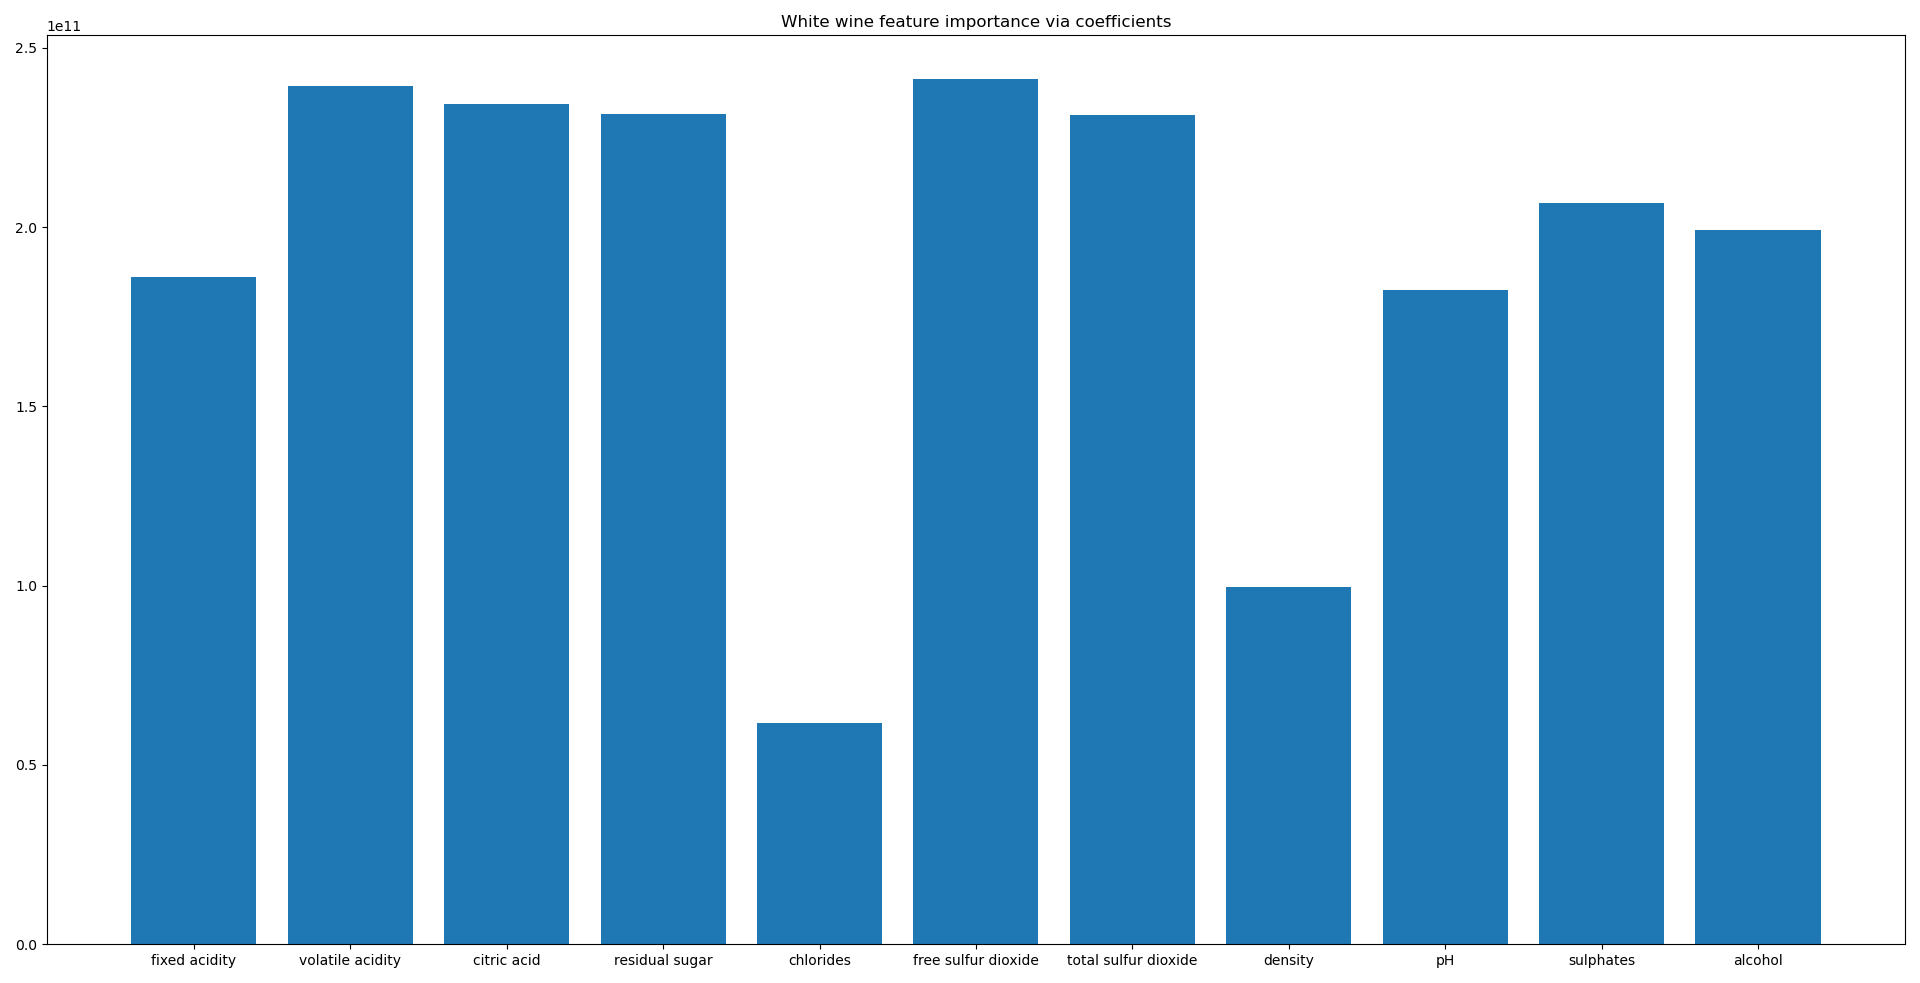 White wine feature importance via coefficients
1e11
2.5
2.0
1.5
1.0
0.5
0.0
fixed acidity volatile acidity citric acid residual sugar chlorides free sulfur dioxide total sulfur dioxide density pH sulphates alcohol